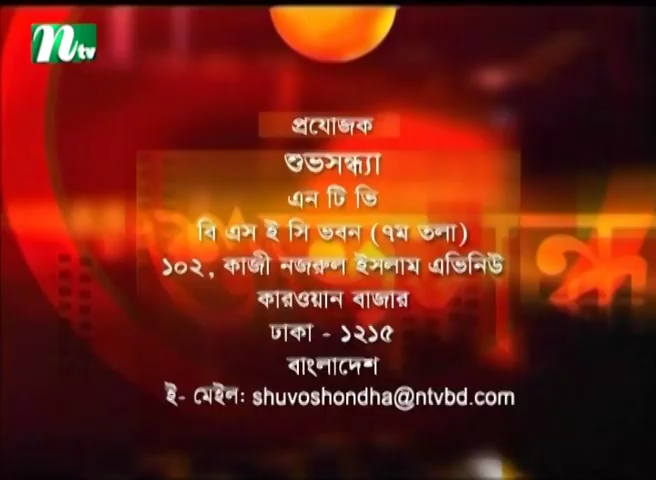 ntv
প্রযোজক
শুভসন্ধ্যা
এন টি ভি
বি এস ই সি ভবন (৭ম তলা)
১০২, কাজী নজরুল ইসলাম এভিনিউ
কারওয়ান বাজার
ঢাকা - ১২১৫
বাংলাদেশ
ই- মেইল: shuvoshondha@ntvbd.com